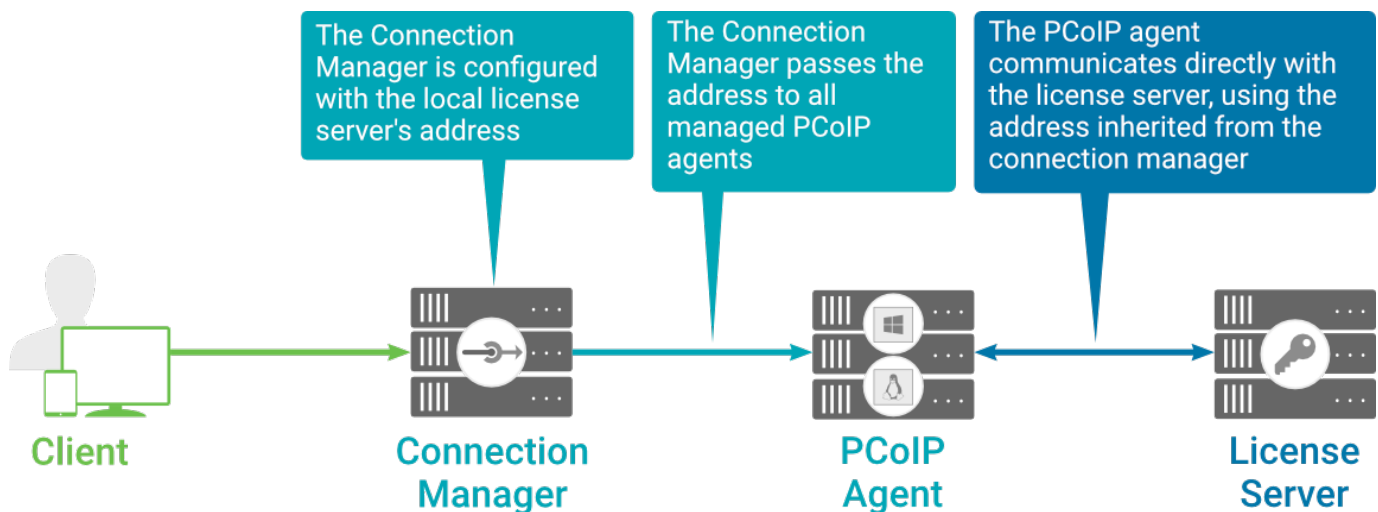 The Connection
Manager is configured
with the local license
server's address
The Connection
Manager passes the
address to all
managed PCoIP
agents
The PCoIP agent
communicates directly with
the license server, using the
address inherited from the
connection manager
Client
Connection
Manager
PCoIP
Agent
License
Server